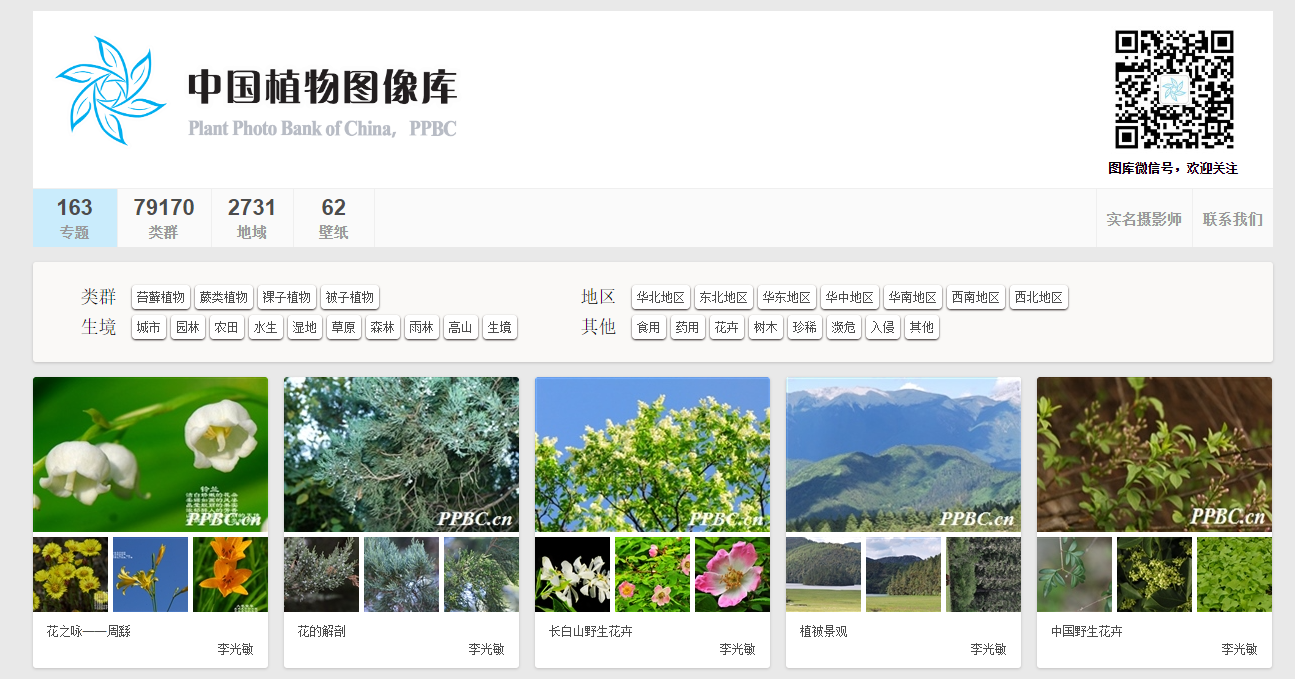 中国植物图像库
Plant Photo Bank of China, PPBC
图库微信号，欢迎关注
163 79170 2731 62
专题 类群 地域 壁纸 实名摄影师 联系我们
类群 苔藓植物 蕨类植物 裸子植物 被子植物
地区 华北地区 东北地区 华东地区 华中地区 华南地区 西南地区 西北地区
生境 城市 园林 农田 水生 湿地 草原 森林 雨林 高山 生境
其他 食用 药用 花卉 树木 珍稀 濒危 入侵 其他
铃兰
PPBC.cn PPBC.cn PPBC.cn PPBC.cn PPBC.cn
花之咏——周繇
李光敏
花的解剖
李光敏
长白山野生花卉
李光敏
植被景观
李光敏
中国野生花卉
李光敏